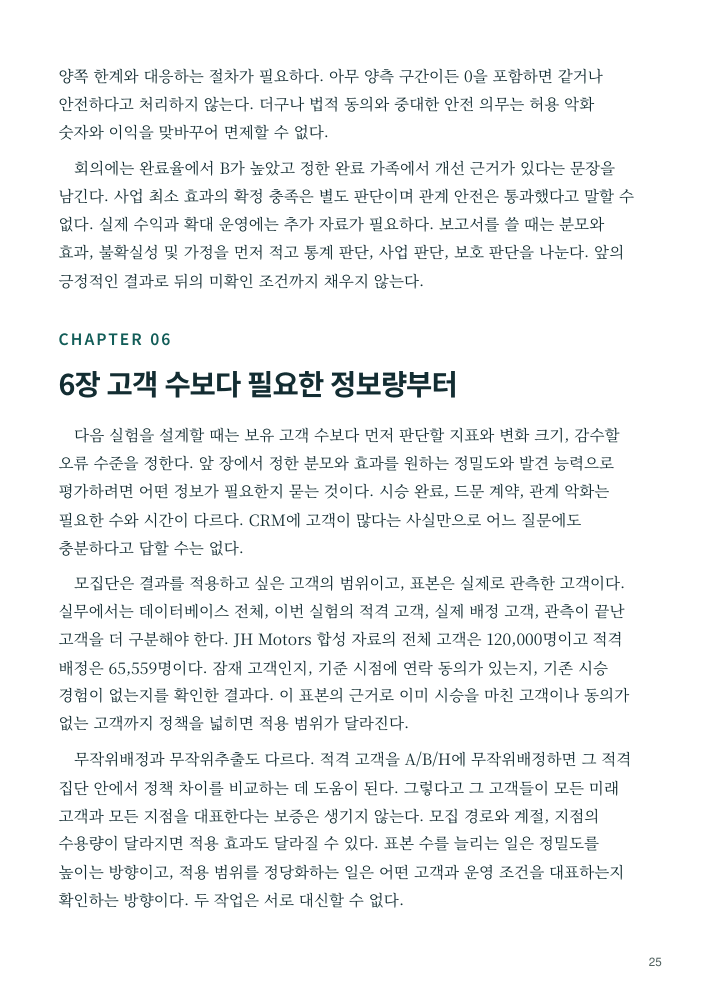 양쪽 한계와 대응하는 절차가 필요하다. 아무 양측 구간이든 0을 포함하면 같거나
안전하다고 처리하지 않는다. 더구나 법적 동의와 중대한 안전 의무는 허용 악화
숫자와 이익을 맞바꾸어 면제할 수 없다.
회의에는 완료율에서 B가 높았고 정한 완료 가족에서 개선 근거가 있다는 문장을
남긴다. 사업 최소 효과의 확정 충족은 별도 판단이며 관계 안전은 통과했다고 말할 수
없다. 실제 수익과 확대 운영에는 추가 자료가 필요하다. 보고서를 쓸 때는 분모와
효과, 불확실성 및 가정을 먼저 적고 통계 판단, 사업 판단, 보호 판단을 나눈다. 앞의
긍정적인 결과로 뒤의 미확인 조건까지 채우지 않는다.
CHAPTER 06
6장 고객 수보다 필요한 정보량부터
다음 실험을 설계할 때는 보유 고객 수보다 먼저 판단할 지표와 변화 크기, 감수할
오류 수준을 정한다. 앞 장에서 정한 분모와 효과를 원하는 정밀도와 발견 능력으로
평가하려면 어떤 정보가 필요한지 묻는 것이다. 시승 완료, 드문 계약, 관계 악화는
필요한 수와 시간이 다르다. CRM에 고객이 많다는 사실만으로 어느 질문에도
충분하다고 답할 수는 없다.
모집단은 결과를 적용하고 싶은 고객의 범위이고, 표본은 실제로 관측한 고객이다.
실무에서는 데이터베이스 전체, 이번 실험의 적격 고객, 실제 배정 고객, 관측이 끝난
고객을 더 구분해야 한다. JH Motors 합성 자료의 전체 고객은 120,000명이고 적격
배정은 65,559명이다. 잠재 고객인지, 기준 시점에 연락 동의가 있는지, 기존 시승
경험이 없는지를 확인한 결과다. 이 표본의 근거로 이미 시승을 마친 고객이나 동의가
없는 고객까지 정책을 넓히면 적용 범위가 달라진다.
무작위배정과 무작위추출도 다르다. 적격 고객을 A/B/H에 무작위배정하면 그 적격
집단 안에서 정책 차이를 비교하는 데 도움이 된다. 그렇다고 그 고객들이 모든 미래
고객과 모든 지점을 대표한다는 보증은 생기지 않는다. 모집 경로와 계절, 지점의
수용량이 달라지면 적용 효과도 달라질 수 있다. 표본 수를 늘리는 일은 정밀도를
높이는 방향이고, 적용 범위를 정당화하는 일은 어떤 고객과 운영 조건을 대표하는지
확인하는 방향이다. 두 작업은 서로 대신할 수 없다.
25